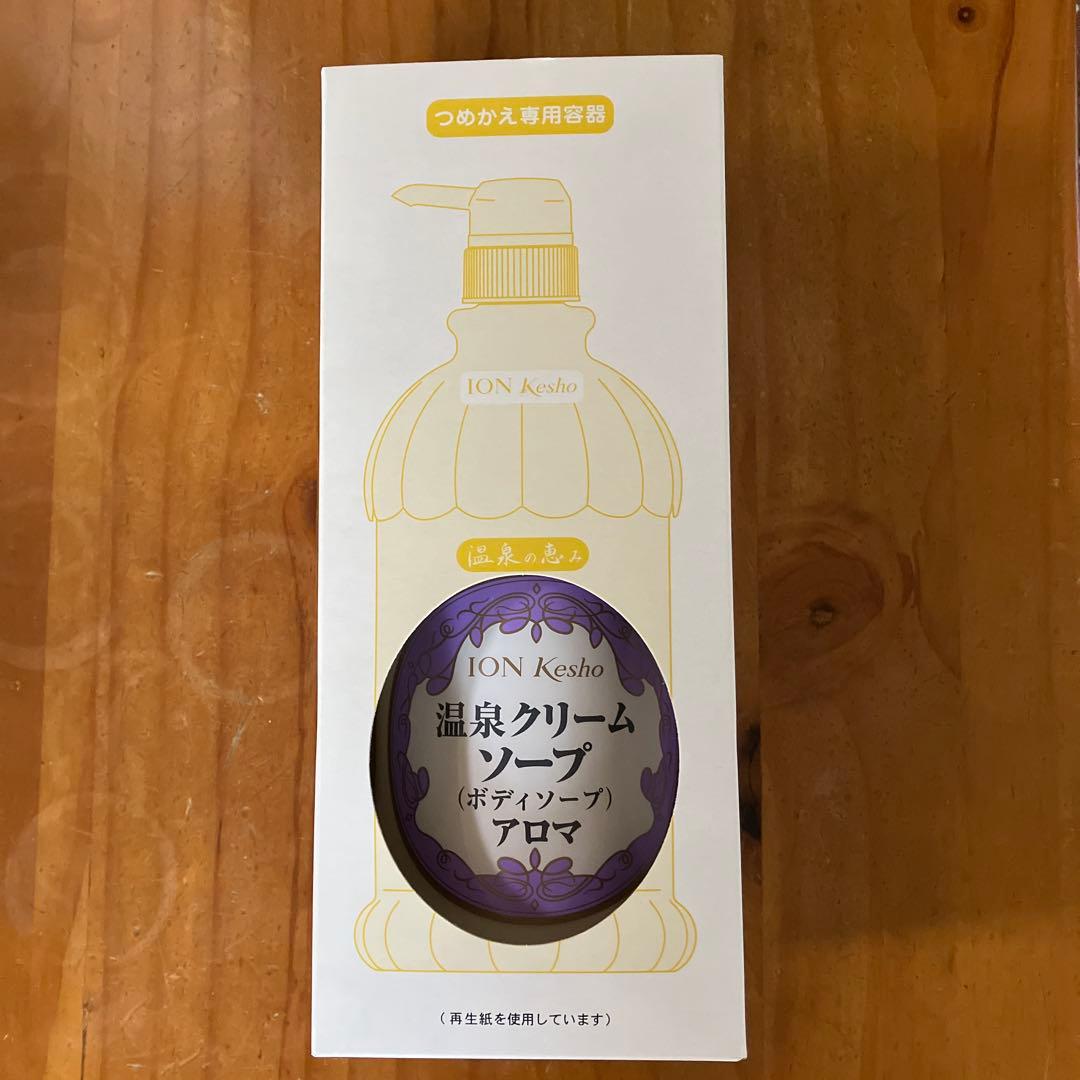 つめかえ専用容器
ION Kesho
温泉の恵み
ION Kesho
温泉クリーム
ソープ
(ボディソープ)
アロマ
(再生紙を使用しています)